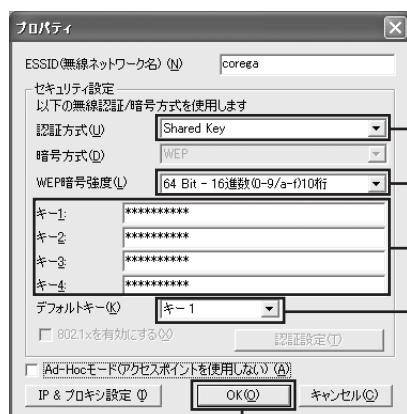 プロパティ
ESSID(無線ネットワーク名) (N) corega
セキュリティ設定
以下の無線認証/暗号方式を使用します
認証方式(U) Shared Key
暗号方式(D) WEP
WEP暗号強度(L) 64 Bit - 16進数(0-9/a-f)10桁
キー1: **********
キー2: **********
キー3: **********
キー4: **********
デフォルトキー(K) キー 1
802.1xを有効にする(X) 認証設定(T)
Ad-Hocモード(アクセスポイントを使用しない) (A)
IP & プロキシ設定 (I) OK(O) キャンセル(C)